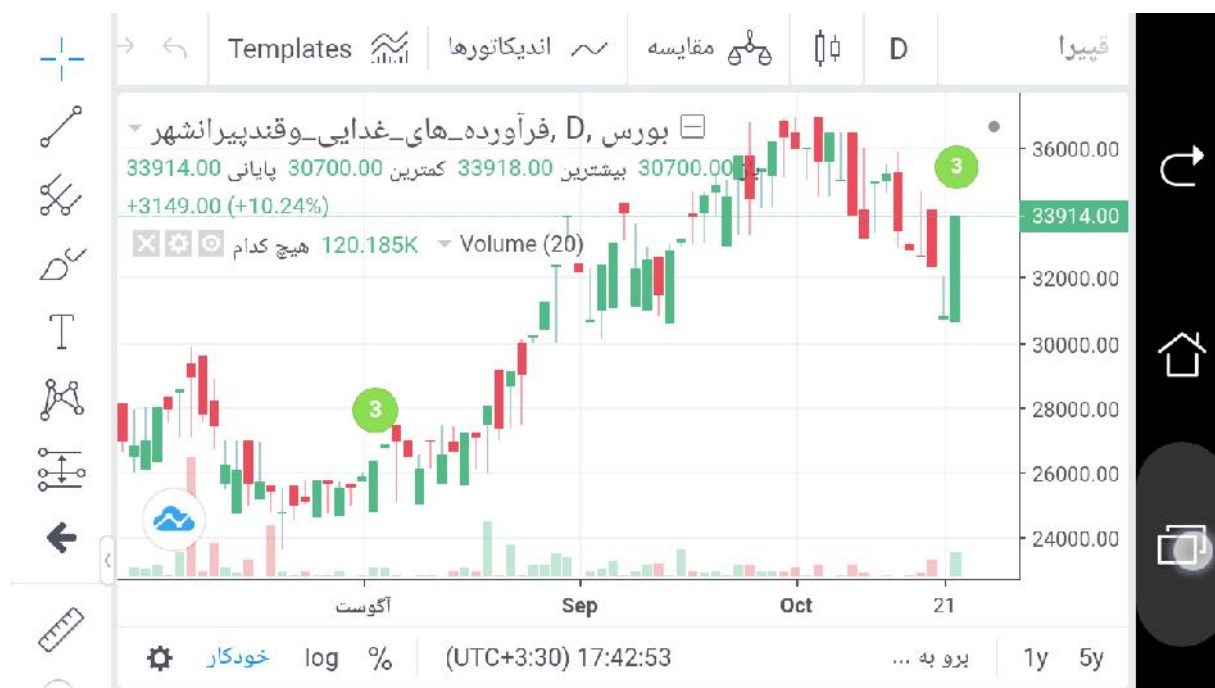 Templates اندیکاتورها مقایسه D قپیرا
بورس ,D ,فرآورده_های_غدایی_وقندپیرانشهر
باز 30700.00 بیشترین 33918.00 کمترین 30700.00 پایانی 33914.00
+3149.00 (+10.24%)
Volume (20) 120.185K هیچ کدام
3
3
36000.00
33914.00
32000.00
30000.00
28000.00
26000.00
24000.00
آگوست Sep Oct 21
خودکار log % 17:42:53 (UTC+3:30) برو به ... 1y 5y